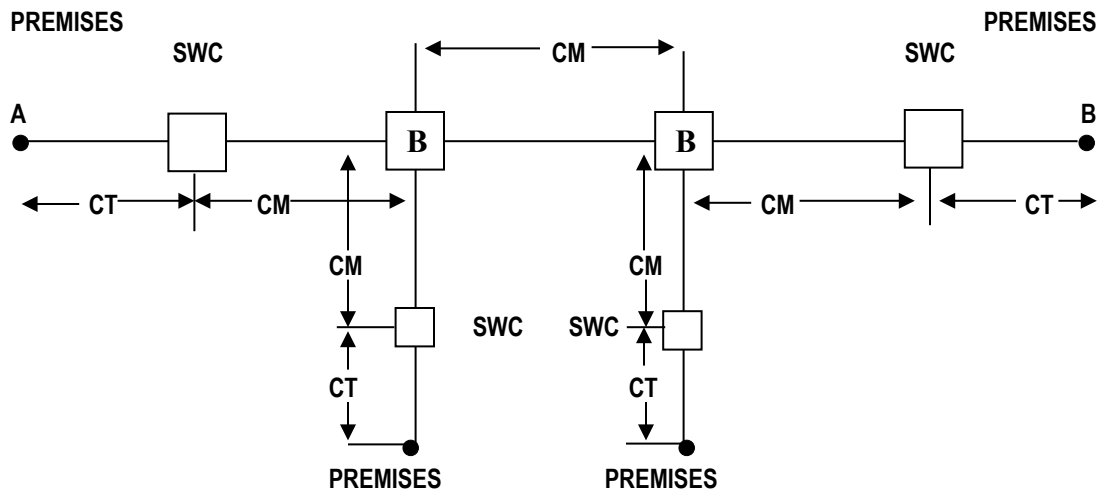 PREMISES PREMISES
SWC CM SWC
A B
B B
CT CM CM CT
CM CM
SWC SWC
CT CT
PREMISES PREMISES